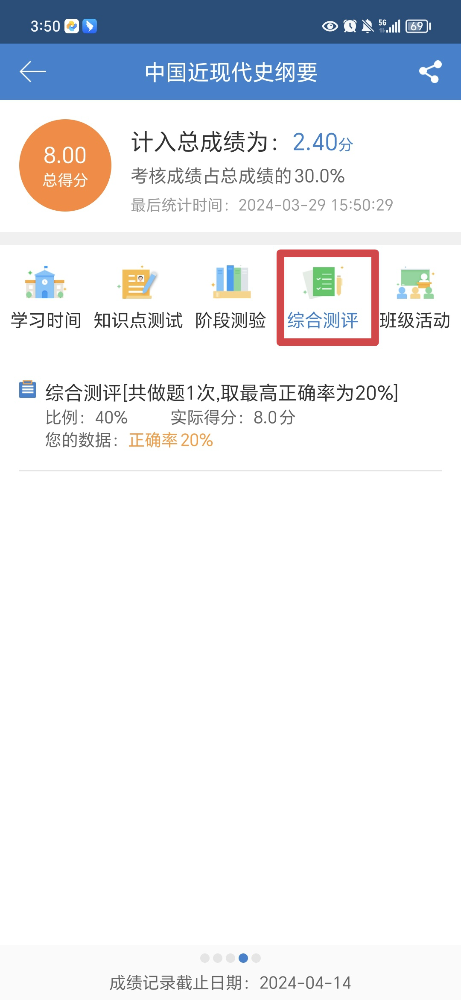 3:50
5G
69
中国近现代史纲要
8.00
总得分
计入总成绩为：2.40分
考核成绩占总成绩的30.0%
最后统计时间：2024-03-29 15:50:29
学习时间 知识点测试 阶段测验 综合测评 班级活动
综合测评[共做题1次,取最高正确率为20%]
比例：40% 实际得分：8.0分
您的数据：正确率20%
成绩记录截止日期：2024-04-14